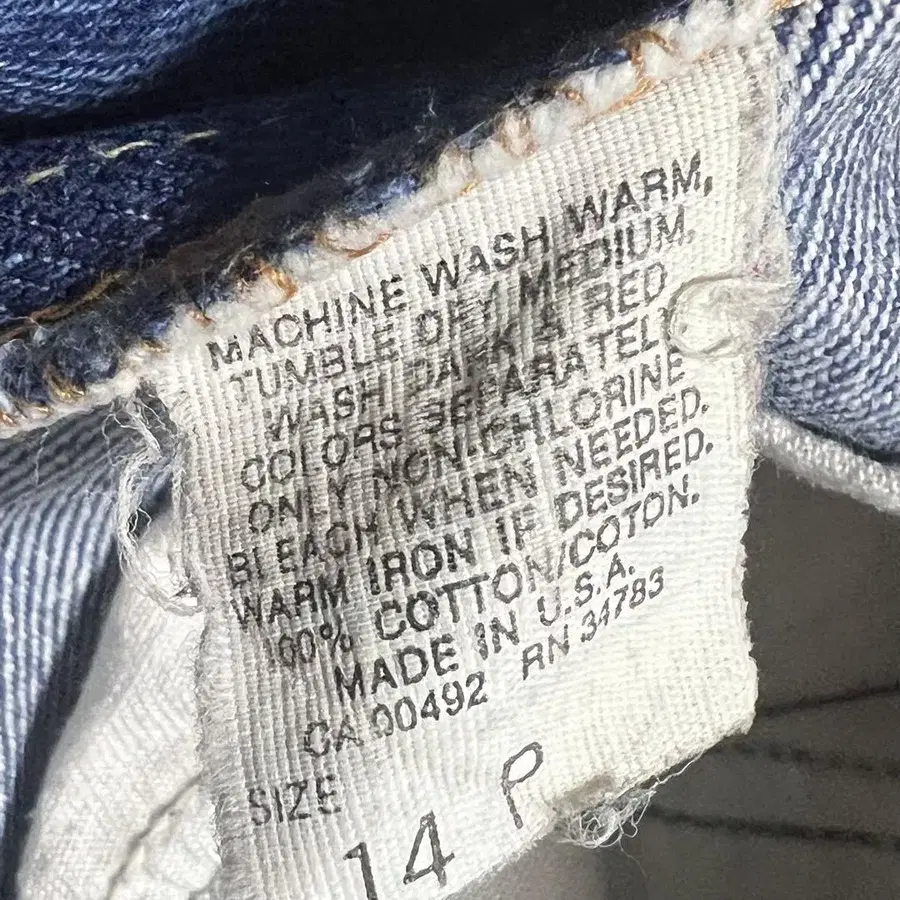 MACHINE WASH WARM,
TUMBLE DRY MEDIUM.
WASH DARK & RED
COLORS SEPARATELY
ONLY NON-CHLORINE
BLEACH WHEN NEEDED.
WARM IRON IF DESIRED.
100% COTTON/COTON.
MADE IN U.S.A.
CA 00492 RN 34783
SIZE
14 P